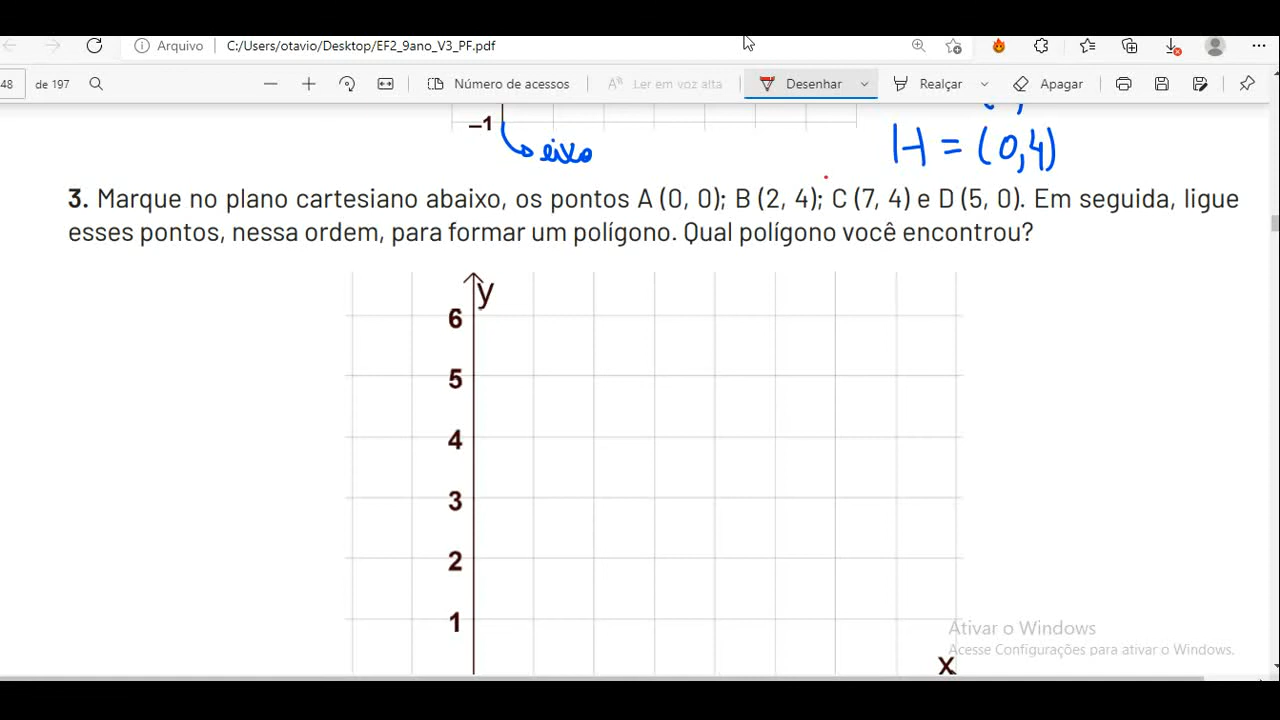 Arquivo C:/Users/otavio/Desktop/EF2_9ano_V3_PF.pdf
48 de 197 Número de acessos Ler em voz alta Desenhar Realçar Apagar
–1
eixo
H = (0,4)
3. Marque no plano cartesiano abaixo, os pontos A (0, 0); B (2, 4); C (7, 4) e D (5, 0). Em seguida, ligue
esses pontos, nessa ordem, para formar um polígono. Qual polígono você encontrou?
y
6
5
4
3
2
1
Ativar o Windows
Acesse Configurações para ativar o Windows.
x